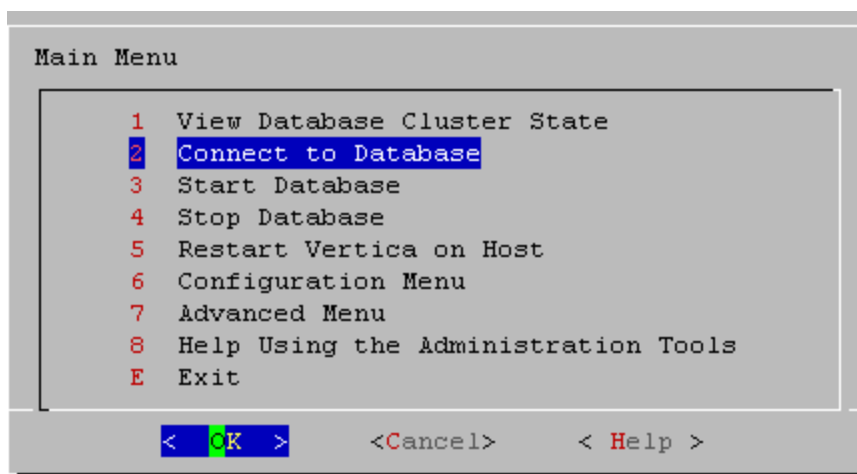 Main Menu
1 View Database Cluster State
2 Connect to Database
3 Start Database
4 Stop Database
5 Restart Vertica on Host
6 Configuration Menu
7 Advanced Menu
8 Help Using the Administration Tools
E Exit
< OK > <Cancel> < Help >